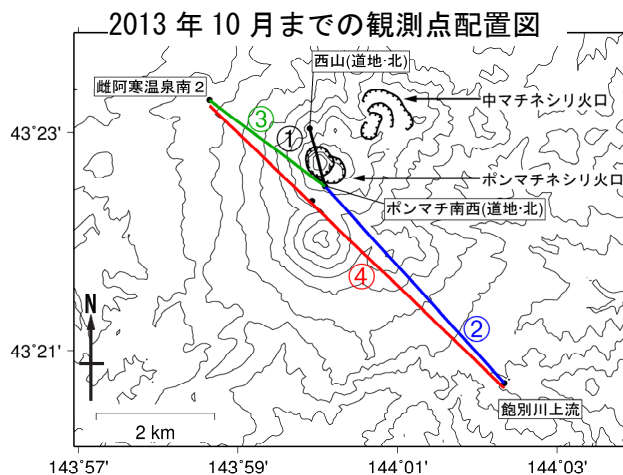 2013 年 10 月までの観測点配置図
西山(道地·北)
雌阿寒温泉南2
中マチネシリ火口
43°23'
③
①
ポンマチネシリ火口
ポンマチ南西(道地·北)
④
②
N
43°21'
飽別川上流
2 km
143°57'
143°59'
144°01'
144°03'